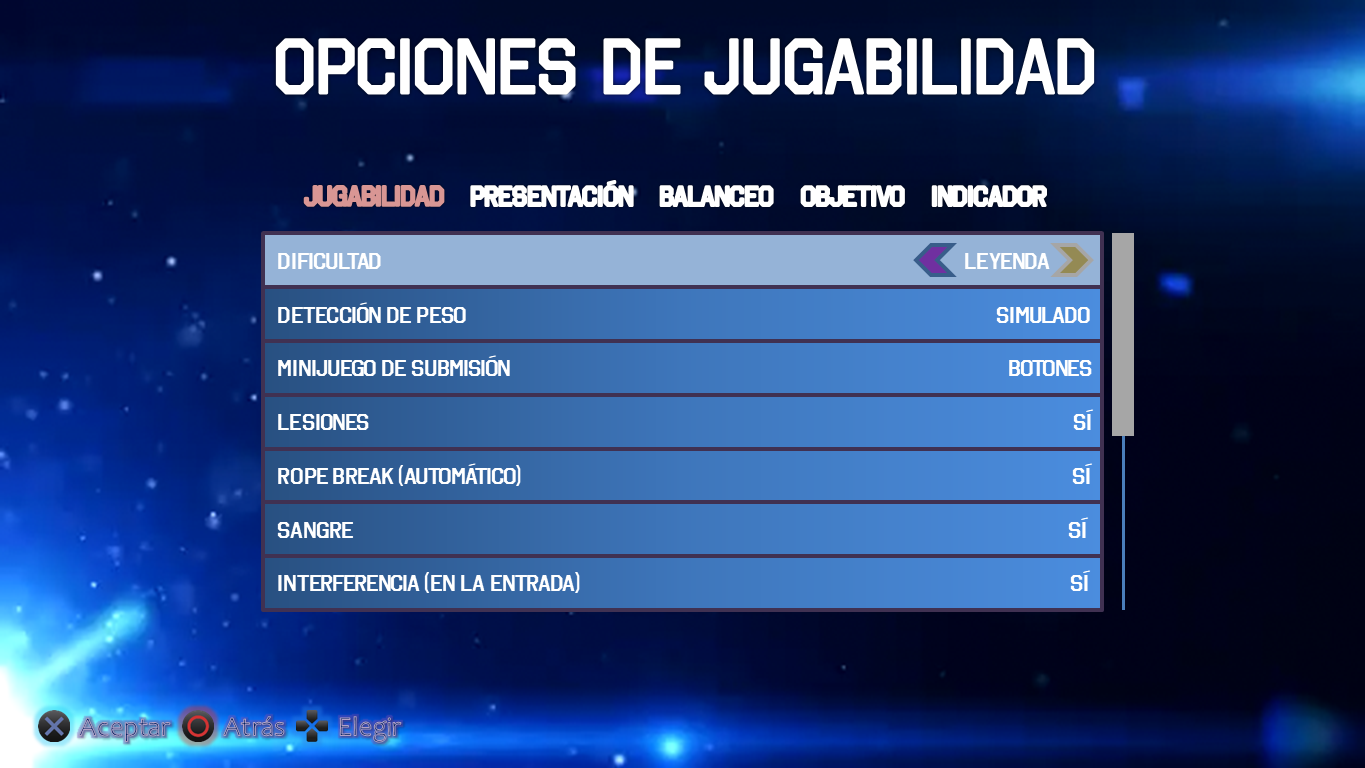 OPCIONES DE JUGABILIDAD
JUGABILIDAD PRESENTACIÓN BALANCEO OBJETIVO INDICADOR
DIFICULTAD LEYENDA
DETECCIÓN DE PESO SIMULADO
MINIJUEGO DE SUBMISIÓN BOTONES
LESIONES SÍ
ROPE BREAK (AUTOMÁTICO) SÍ
SANGRE SÍ
INTERFERENCIA (EN LA ENTRADA) SÍ
Aceptar Atrás Elegir